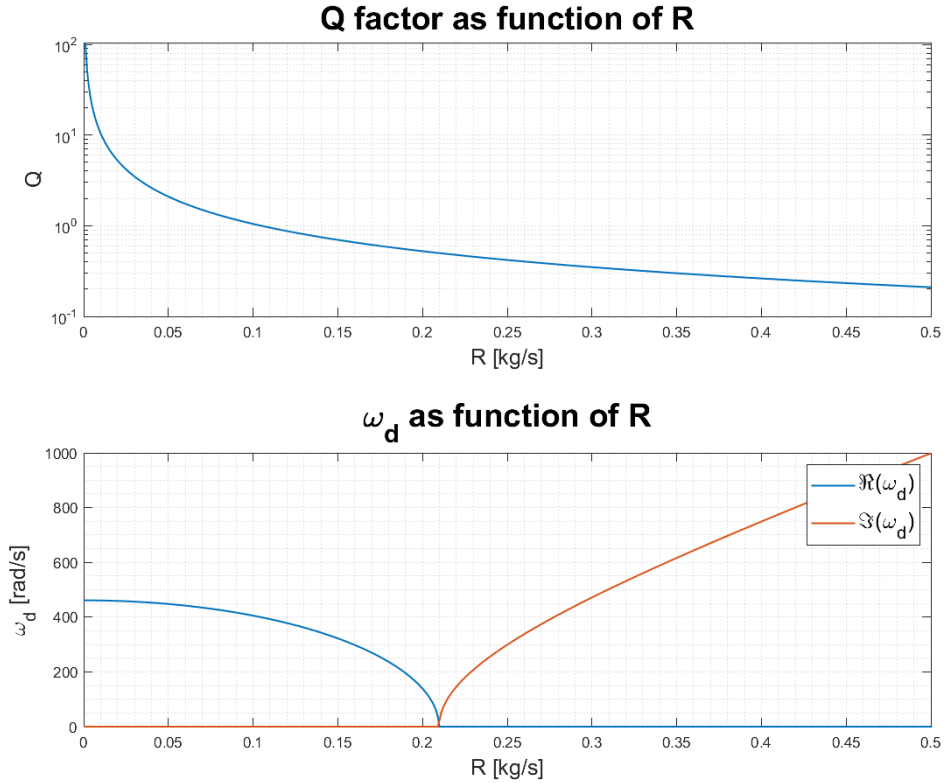 Q factor as function of R
10²
10¹
10⁰
10⁻¹
Q
0 0.05 0.1 0.15 0.2 0.25 0.3 0.35 0.4 0.45 0.5
R [kg/s]
ω_d as function of R
1000
800
600
400
200
0
ω_d [rad/s]
ℜ(ω_d)
ℑ(ω_d)
0 0.05 0.1 0.15 0.2 0.25 0.3 0.35 0.4 0.45 0.5
R [kg/s]